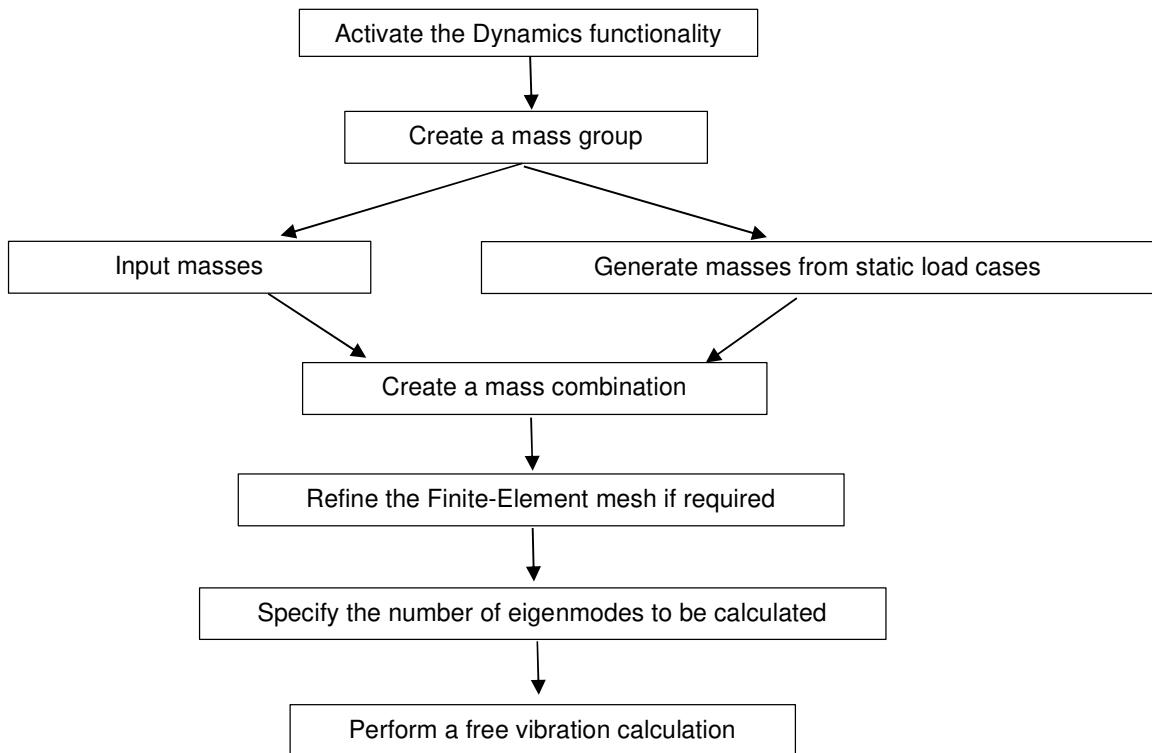 Activate the Dynamics functionality
Create a mass group
Input masses
Generate masses from static load cases
Create a mass combination
Refine the Finite-Element mesh if required
Specify the number of eigenmodes to be calculated
Perform a free vibration calculation